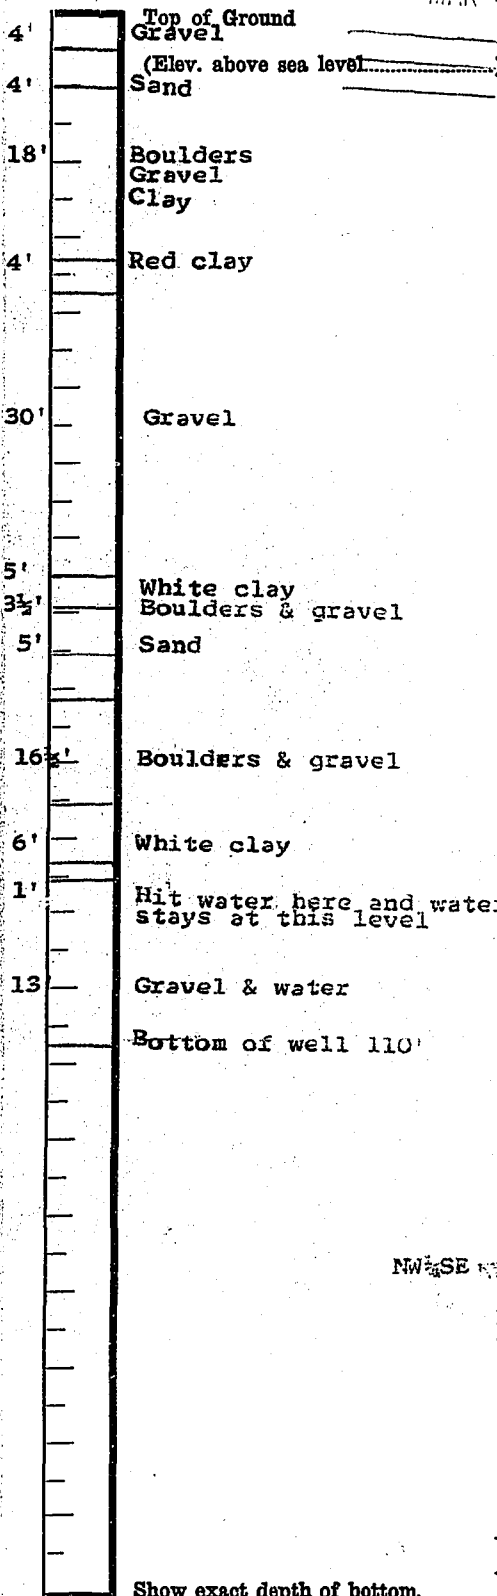 Top of Ground
4' Gravel
(Elev. above sea level
4' Sand
18' Boulders
Gravel
Clay
4' Red clay
30' Gravel
5' White clay
3½' Boulders & gravel
5' Sand
16½' Boulders & gravel
6' White clay
1' Hit water here and water
stays at this level
13 Gravel & water
Bottom of well 110'
NW¼SE
Show exact depth of bottom.